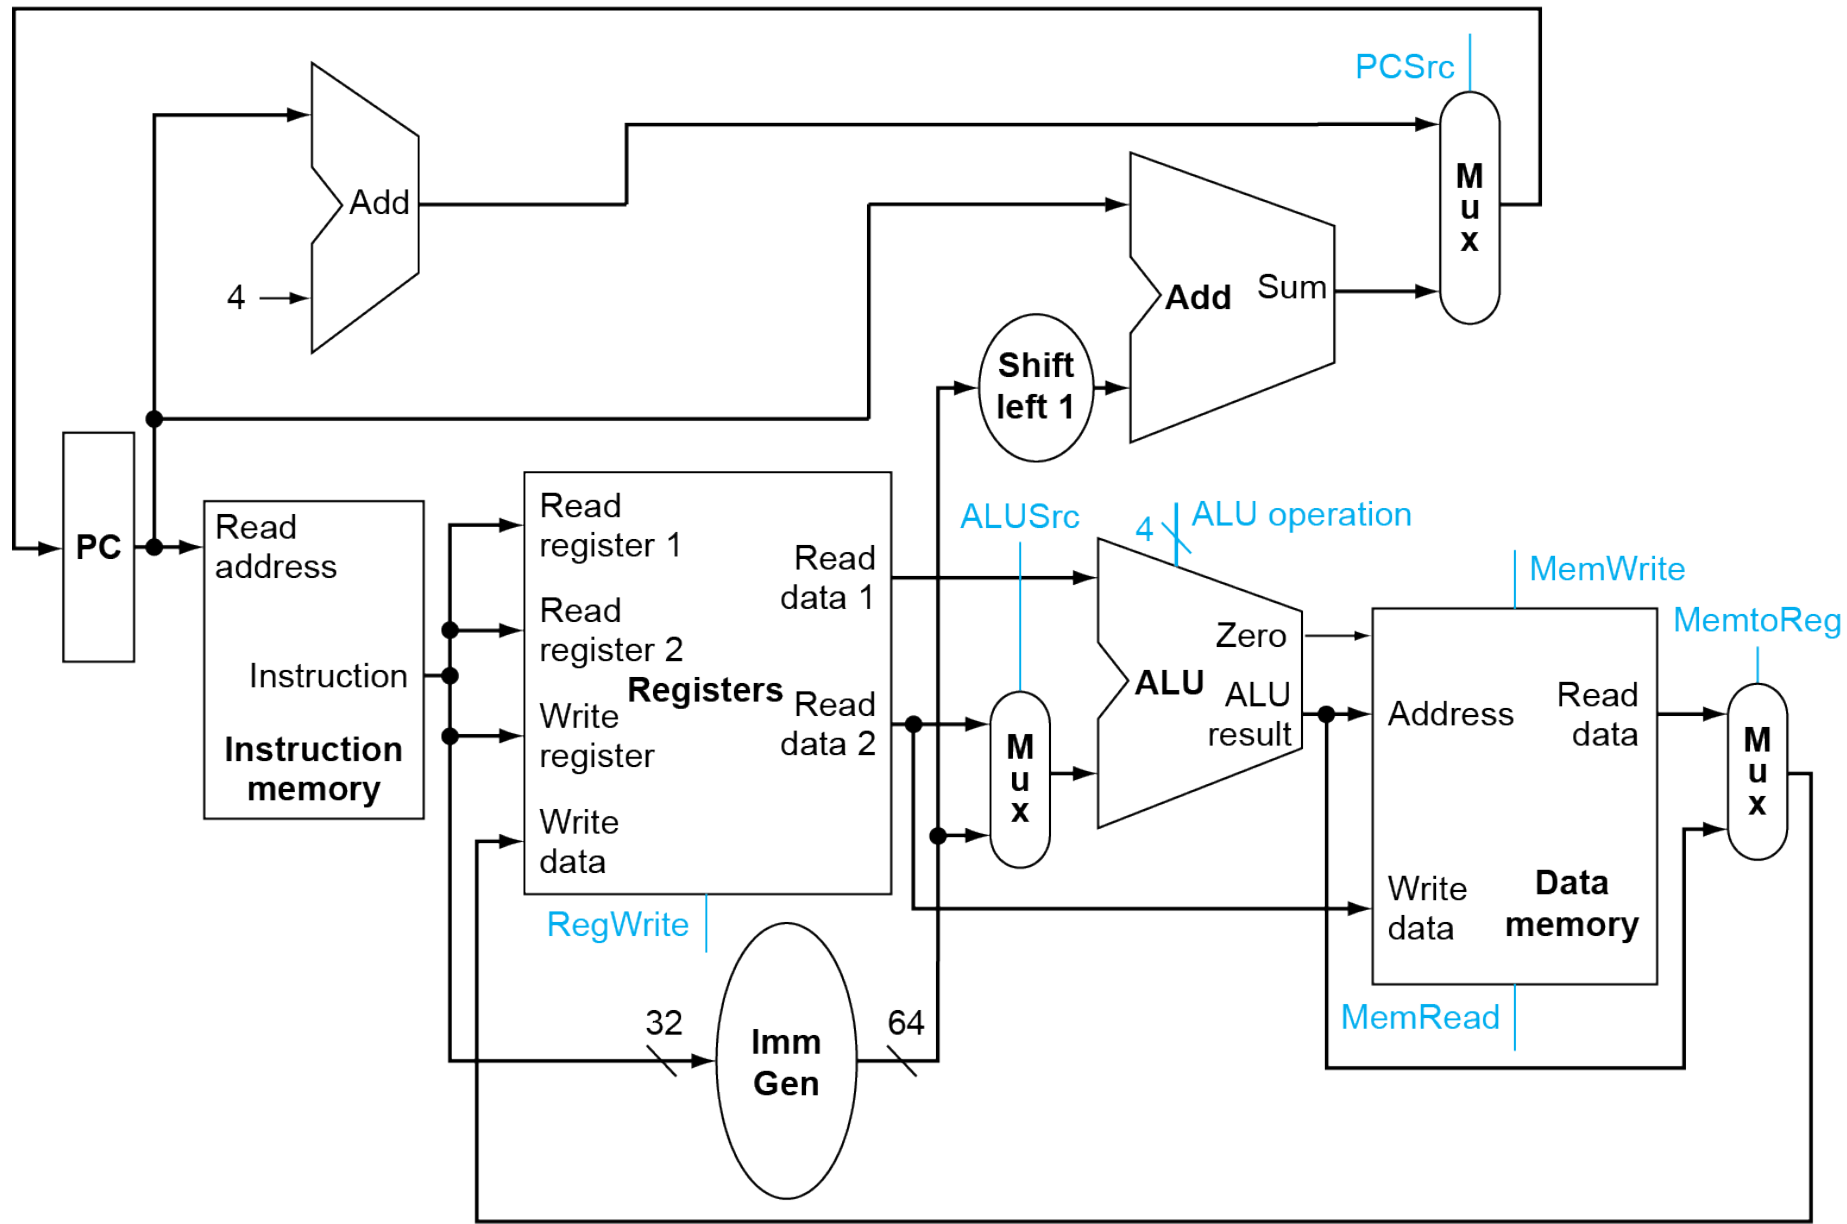 PCSrc
M
u
x
Add
4
Add
Sum
Shift
left 1
PC
Read
address
Instruction
Instruction
memory
Read
register 1
Read
register 2
Write
register
Write
data
Registers
Read
data 1
Read
data 2
RegWrite
ALUSrc
M
u
x
4
ALU operation
Zero
ALU
ALU
result
MemWrite
Address
Read
data
Write
data
Data
memory
MemRead
MemtoReg
M
u
x
32
Imm
Gen
64